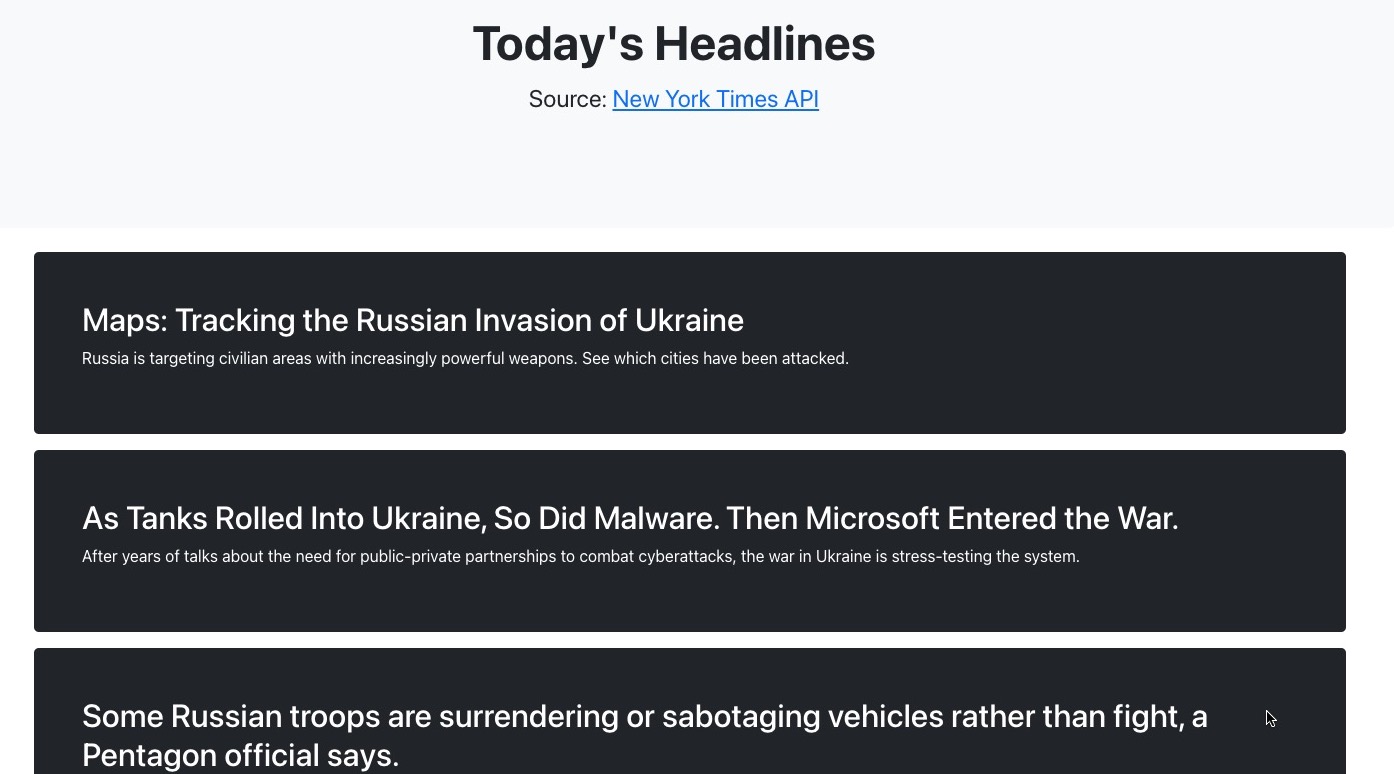 Today's Headlines
Source: New York Times API
Maps: Tracking the Russian Invasion of Ukraine
Russia is targeting civilian areas with increasingly powerful weapons. See which cities have been attacked.
As Tanks Rolled Into Ukraine, So Did Malware. Then Microsoft Entered the War.
After years of talks about the need for public-private partnerships to combat cyberattacks, the war in Ukraine is stress-testing the system.
Some Russian troops are surrendering or sabotaging vehicles rather than fight, a
Pentagon official says.